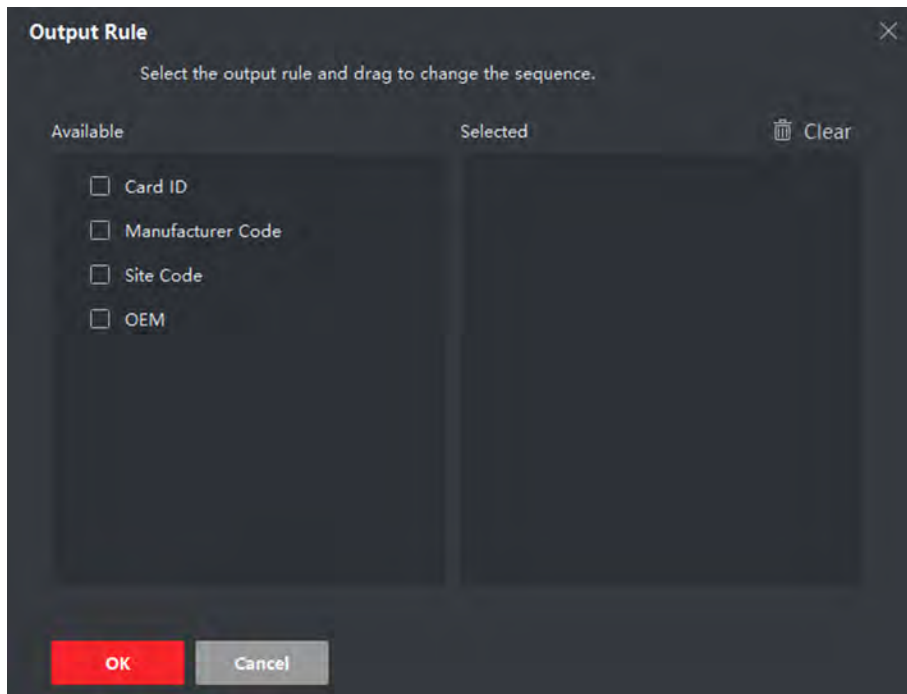 Output Rule
Select the output rule and drag to change the sequence.
Available
Selected
Clear
Card ID
Manufacturer Code
Site Code
OEM
OK
Cancel